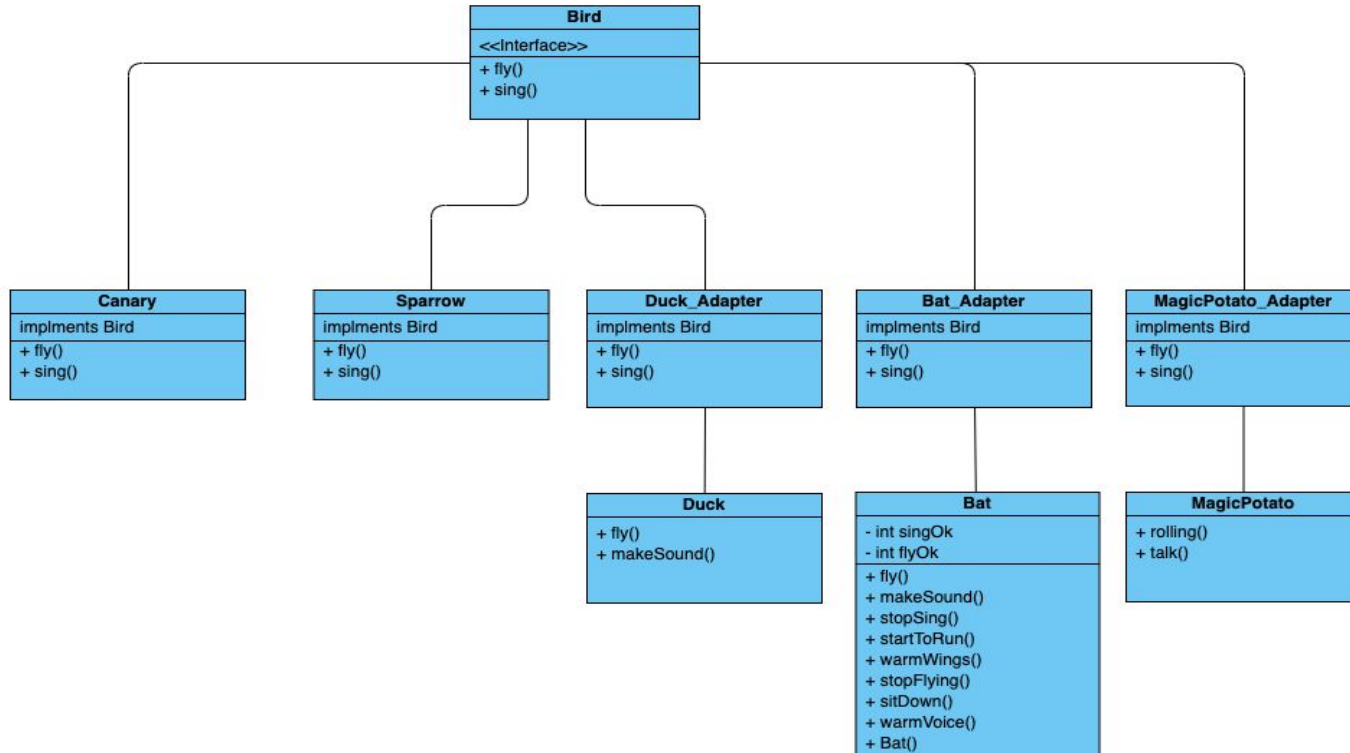 Bird
<<Interface>>
+ fly()
+ sing()
Canary
implments Bird
+ fly()
+ sing()
Sparrow
implments Bird
+ fly()
+ sing()
Duck_Adapter
implments Bird
+ fly()
+ sing()
Bat_Adapter
implments Bird
+ fly()
+ sing()
MagicPotato_Adapter
implments Bird
+ fly()
+ sing()
Duck
+ fly()
+ makeSound()
Bat
- int singOk
- int flyOk
+ fly()
+ makeSound()
+ stopSing()
+ startToRun()
+ warmWings()
+ stopFlying()
+ sitDown()
+ warmVoice()
+ Bat()
MagicPotato
+ rolling()
+ talk()